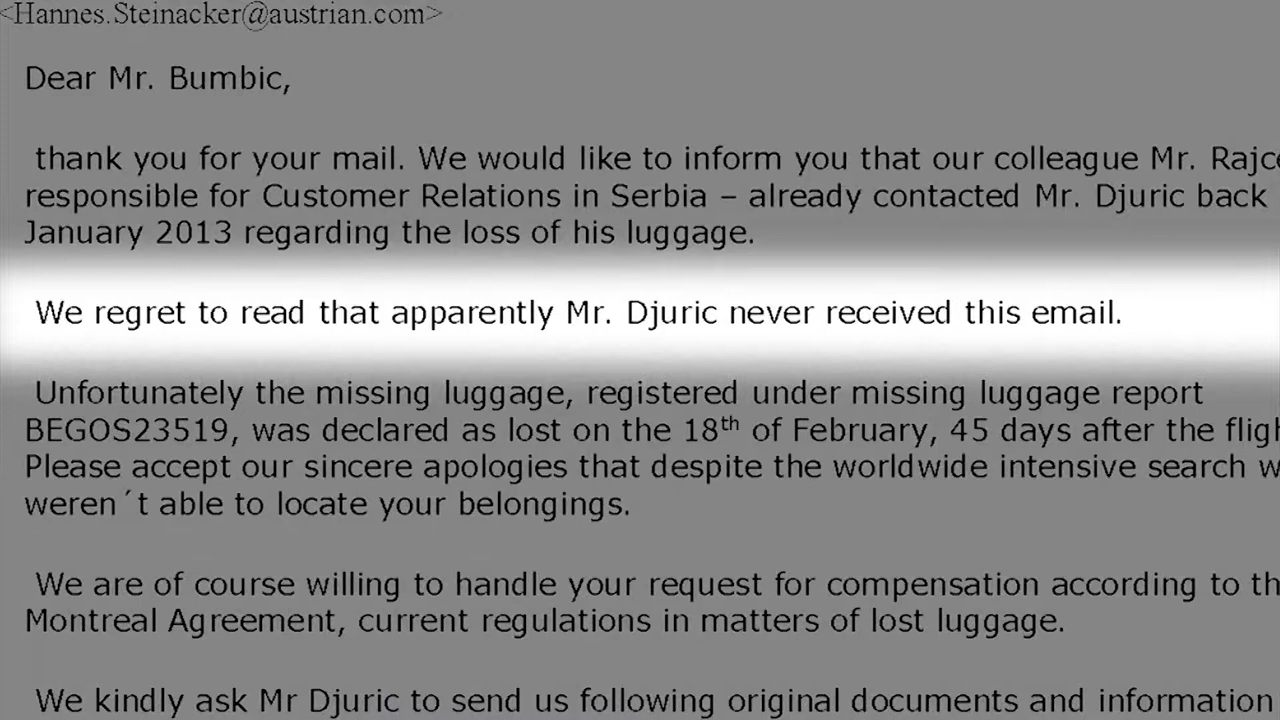 <Hannes.Steinacker@austrian.com>
Dear Mr. Bumbic,
thank you for your mail. We would like to inform you that our colleague Mr.
responsible for Customer Relations in Serbia – already contacted Mr. Djuric back
January 2013 regarding the loss of his luggage.
We regret to read that apparently Mr. Djuric never received this email.
Unfortunately the missing luggage, registered under missing luggage report
BEGOS23519, was declared as lost on the 18th of February, 45 days after the
Please accept our sincere apologies that despite the worldwide intensive search
weren´t able to locate your belongings.
We are of course willing to handle your request for compensation according to
Montreal Agreement, current regulations in matters of lost luggage.
We kindly ask Mr Djuric to send us following original documents and information